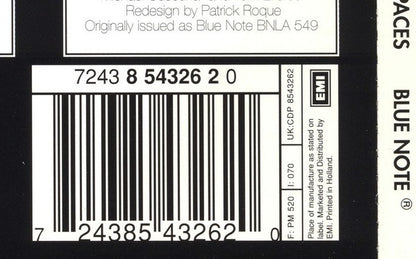 Redesign by Patrick Roque
Originally issued as Blue Note BNLA 549
7243 8 54326 2 0
7 24385 43262 0
F: PM 520 I: 070 UK:CDP 8543262
EMI
Place of manufacture as stated on
label. Marketed and Distributed by
EMI. Printed in Holland.
PACES BLUE NOTE ®